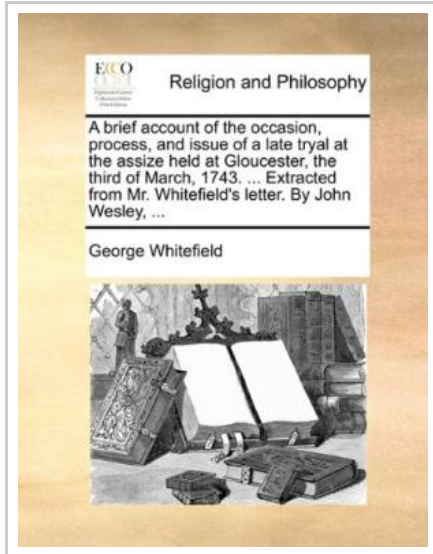 ECCO
Religion and Philosophy
A brief account of the occasion,
process, and issue of a late tryal at
the assize held at Gloucester, the
third of March, 1743. ... Extracted
from Mr. Whitefield's letter. By John
Wesley, ...
George Whitefield